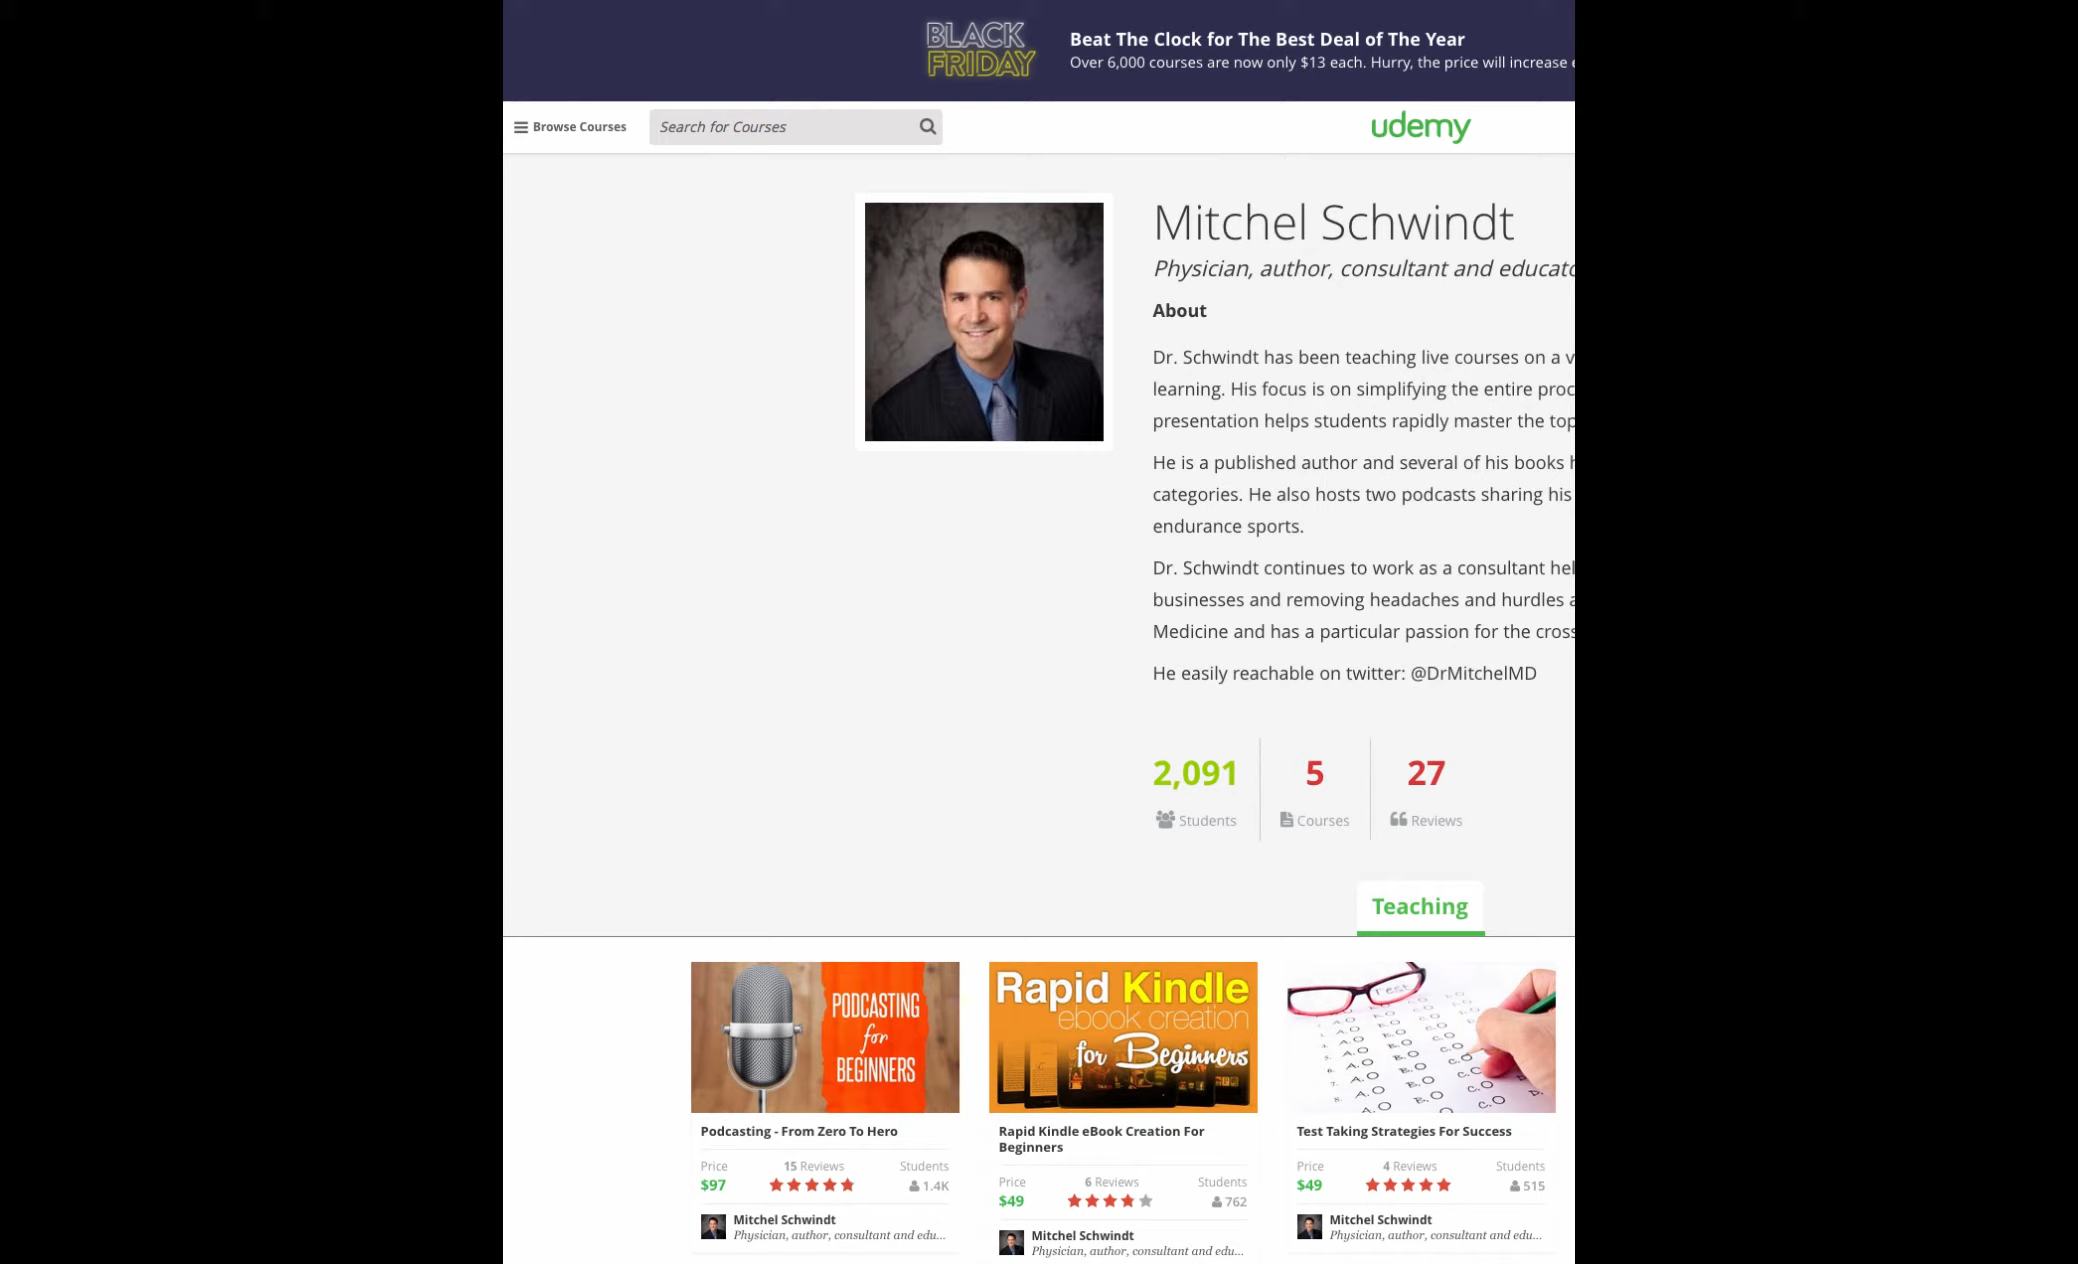 BLACK
FRIDAY
Beat The Clock for The Best Deal of The Year
Over 6,000 courses are now only $13 each. Hurry, the price will increase
Browse Courses
Search for Courses
udemy
Mitchel Schwindt
Physician, author, consultant and educato
About
Dr. Schwindt has been teaching live courses on a v
learning. His focus is on simplifying the entire proc
presentation helps students rapidly master the top
He is a published author and several of his books h
categories. He also hosts two podcasts sharing his
endurance sports.
Dr. Schwindt continues to work as a consultant hel
businesses and removing headaches and hurdles a
Medicine and has a particular passion for the cross
He easily reachable on twitter: @DrMitchelMD
2,091 5 27
Students Courses Reviews
Teaching
PODCASTING
for
BEGINNERS
Podcasting - From Zero To Hero
Price 15 Reviews Students
$97 1.4K
Mitchel Schwindt
Physician, author, consultant and edu...
Rapid Kindle
ebook creation
for Beginners
Rapid Kindle eBook Creation For
Beginners
Price 6 Reviews Students
$49 762
Mitchel Schwindt
Physician, author, consultant and edu...
Test
Test Taking Strategies For Success
Price 4 Reviews Students
$49 515
Mitchel Schwindt
Physician, author, consultant and edu...